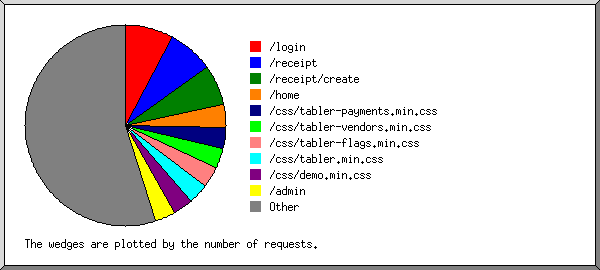 /login
/receipt
/receipt/create
/home
/css/tabler-payments.min.css
/css/tabler-vendors.min.css
/css/tabler-flags.min.css
/css/tabler.min.css
/css/demo.min.css
/admin
Other
The wedges are plotted by the number of requests.